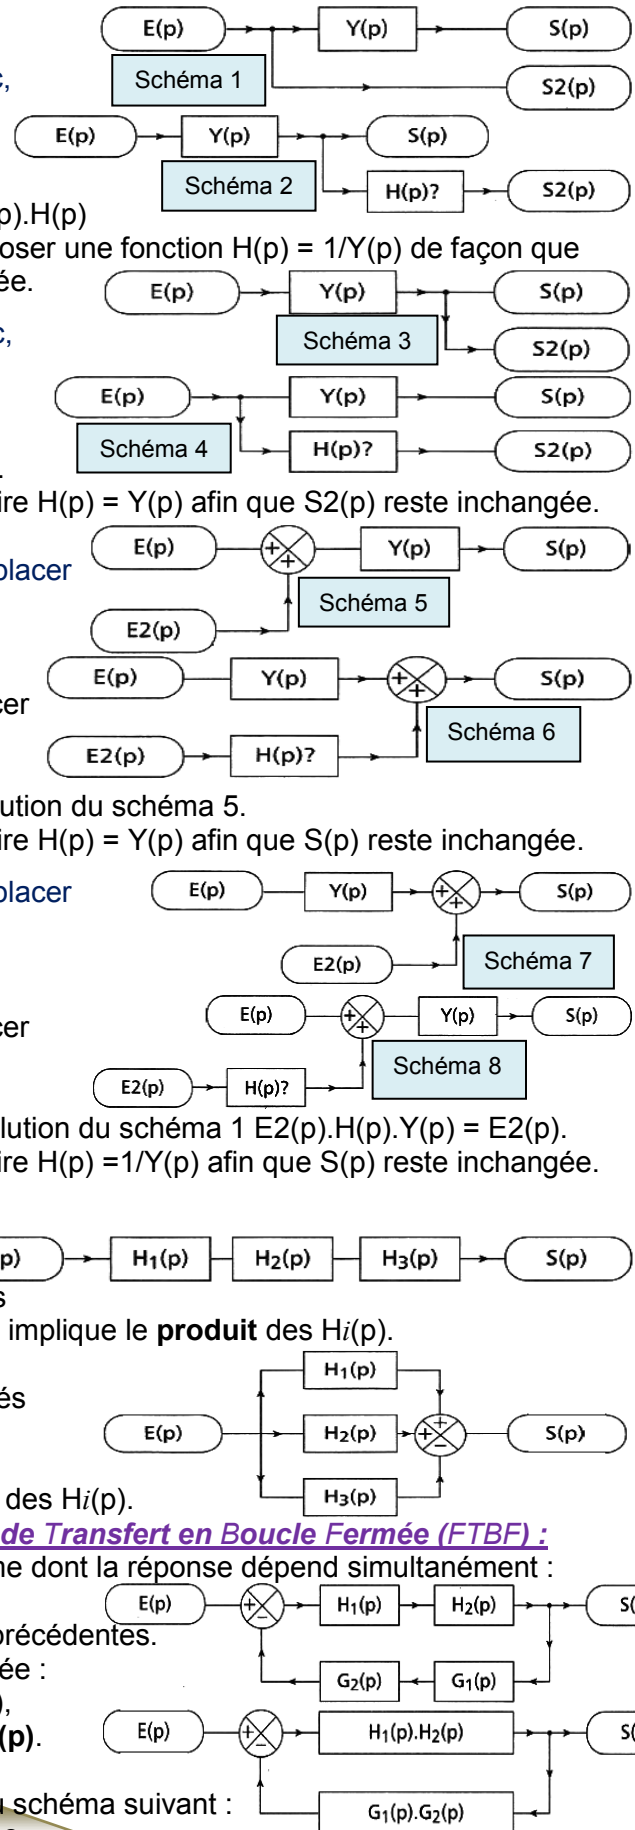 E(p) Y(p) S(p)
c,
Schéma 1 S2(p)
E(p) Y(p) S(p)
Schéma 2 H(p)? S2(p)
p).H(p)
oser une fonction H(p) = 1/Y(p) de façon que
ée.
E(p) Y(p) S(p)
c,
Schéma 3 S2(p)
E(p) Y(p) S(p)
Schéma 4 H(p)? S2(p)
.
ire H(p) = Y(p) afin que S2(p) reste inchangée.
E(p) + + Y(p) S(p)
placer
Schéma 5
E2(p)
E(p) Y(p) + + S(p)
cer
Schéma 6
E2(p) H(p)?
lution du schéma 5.
ire H(p) = Y(p) afin que S(p) reste inchangée.
placer
E(p) Y(p) + + S(p)
E2(p) Schéma 7
E(p) + + Y(p) S(p)
cer
Schéma 8
E2(p) H(p)?
lution du schéma 1 E2(p).H(p).Y(p) = E2(p).
ire H(p) =1/Y(p) afin que S(p) reste inchangée.
p) H1(p) H2(p) H3(p) S(p)
s
implique le produit des Hi(p).
H1(p)
és
E(p) H2(p) + + − S(p)
H3(p)
des Hi(p).
de Transfert en Boucle Fermée (FTBF) :
ne dont la réponse dépend simultanément :
E(p) + − H1(p) H2(p) S(
précédentes.
ée : G2(p) G1(p)
),
E(p) + − H1(p).H2(p) S(
(p).
u schéma suivant : G1(p).G2(p)